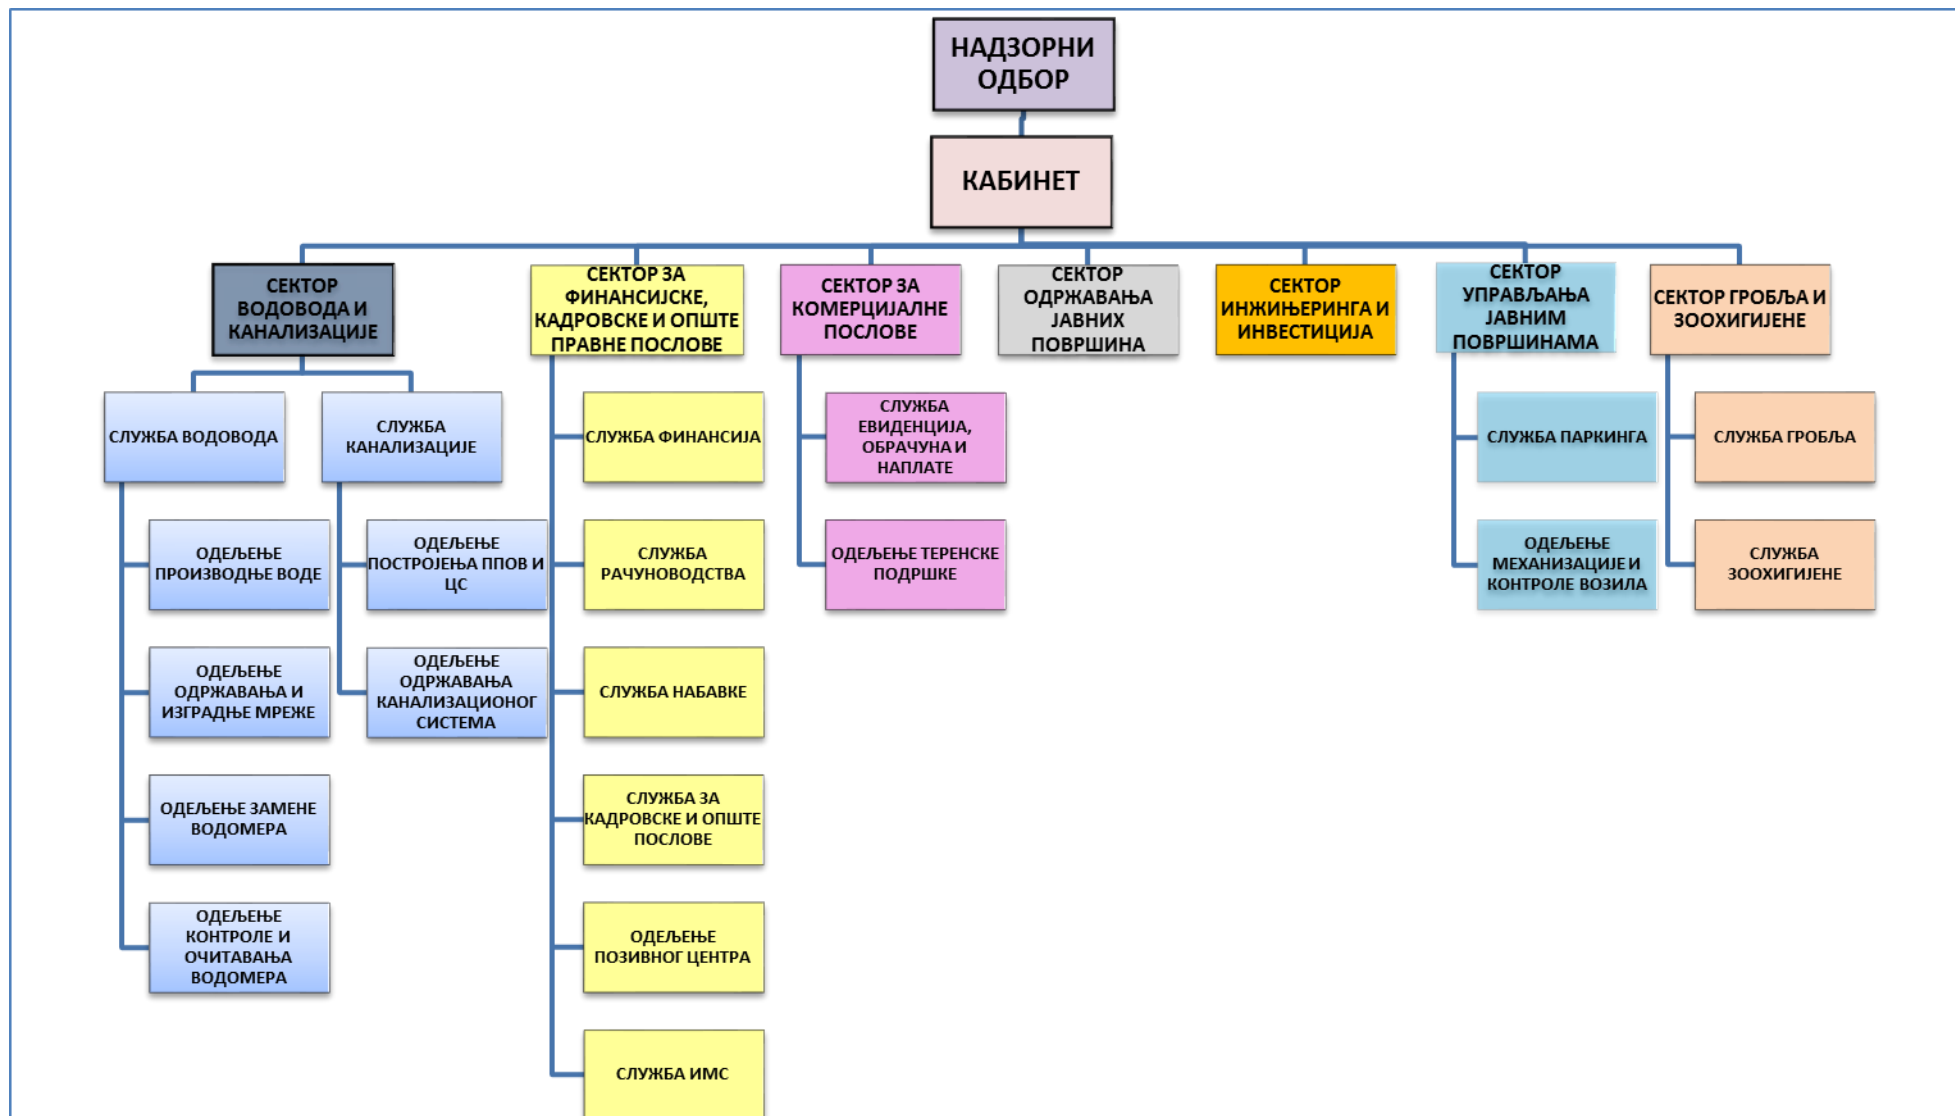 НАДЗОРНИ
ОДБОР
КАБИНЕТ
СЕКТОР
ВОДОВОДА И
КАНАЛИЗАЦИЈЕ
СЕКТОР ЗА
ФИНАНСИЈСКЕ,
КАДРОВСКЕ И ОПШТЕ
ПРАВНЕ ПОСЛОВЕ
СЕКТОР ЗА
КОМЕРЦИЈАЛНЕ
ПОСЛОВЕ
СЕКТОР
ОДРЖАВАЊА
ЈАВНИХ
ПОВРШИНА
СЕКТОР
ИНЖИЊЕРИНГА И
ИНВЕСТИЦИЈА
СЕКТОР
УПРАВЉАЊА
ЈАВНИМ
ПОВРШИНАМА
СЕКТОР ГРОБЉА И
ЗООХИГИЈЕНЕ
СЛУЖБА ВОДОВОДА
СЛУЖБА
КАНАЛИЗАЦИЈЕ
СЛУЖБА ФИНАНСИЈА
СЛУЖБА
ЕВИДЕНЦИЈА,
ОБРАЧУНА И
НАПЛАТЕ
СЛУЖБА ПАРКИНГА
СЛУЖБА ГРОБЉА
ОДЕЉЕЊЕ
ПРОИЗВОДЊЕ ВОДЕ
ОДЕЉЕЊЕ
ПОСТРОЈЕЊА ППОВ И
ЦС
СЛУЖБА
РАЧУНОВОДСТВА
ОДЕЉЕЊЕ ТЕРЕНСКЕ
ПОДРШКЕ
ОДЕЉЕЊЕ
МЕХАНИЗАЦИЈЕ И
КОНТРОЛЕ ВОЗИЛА
СЛУЖБА
ЗООХИГИЈЕНЕ
ОДЕЉЕЊЕ
ОДРЖАВАЊА И
ИЗГРАДЊЕ МРЕЖЕ
ОДЕЉЕЊЕ
ОДРЖАВАЊА
КАНАЛИЗАЦИОНОГ
СИСТЕМА
СЛУЖБА НАБАВКЕ
ОДЕЉЕЊЕ ЗАМЕНЕ
ВОДОМЕРА
СЛУЖБА ЗА
КАДРОВСКЕ И ОПШТЕ
ПОСЛОВЕ
ОДЕЉЕЊЕ
КОНТРОЛЕ И
ОЧИТАВАЊА
ВОДОМЕРА
ОДЕЉЕЊЕ
ПОЗИВНОГ ЦЕНТРА
СЛУЖБА ИМС